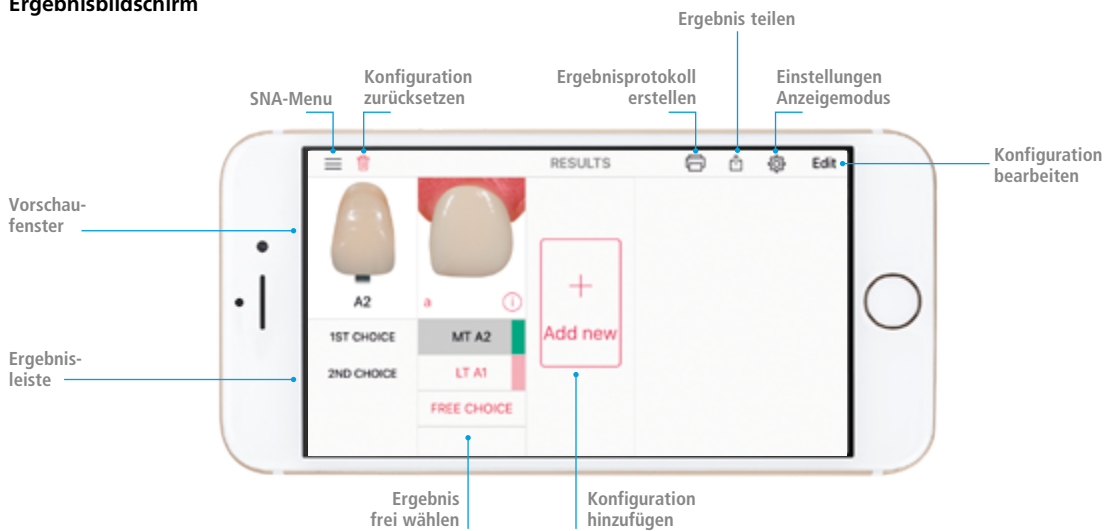 Ergebnisbildschirm
Ergebnis teilen
Konfiguration
zurücksetzen
Ergebnisprotokoll
erstellen
Einstellungen
Anzeigemodus
SNA-Menu
RESULTS
Edit
Konfiguration
bearbeiten
Vorschau-
fenster
A2
a
i
Add new
1ST CHOICE
MT A2
Ergebnis-
leiste
2ND CHOICE
LT A1
FREE CHOICE
Ergebnis
frei wählen
Konfiguration
hinzufügen